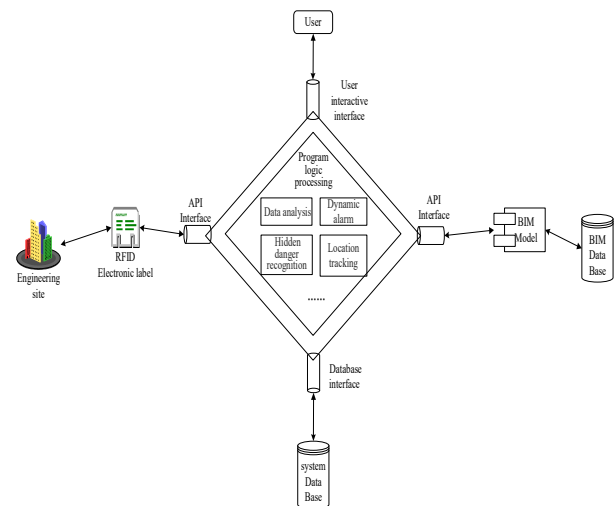 User
User
interactive
interface
Program
logic
processing
API
Interface
API
Interface
Data analysis
Dynamic
alarm
Hidden
danger
recognition
Location
tracking
......
BIM
Model
BIM
Data
Base
RFID
Electronic label
Engineering
site
Database
interface
system
Data
Base